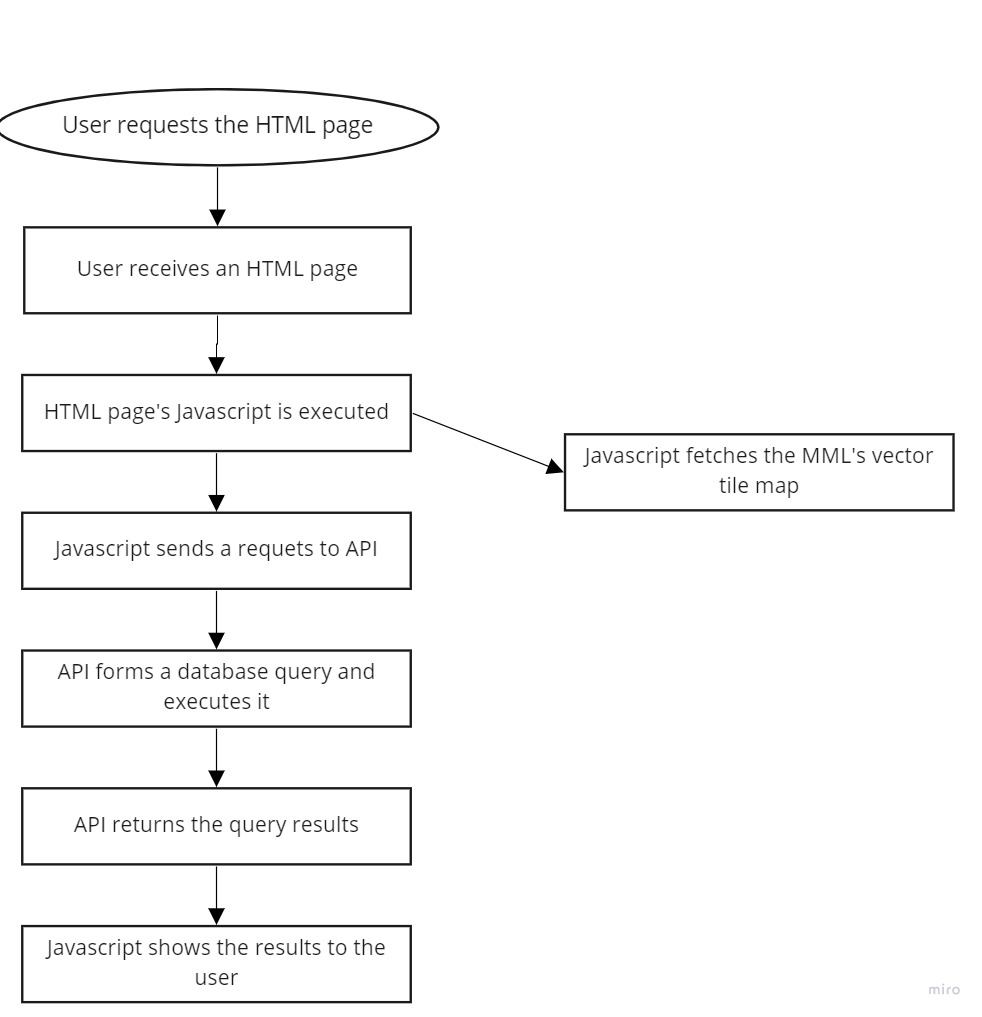 User requests the HTML page
User receives an HTML page
HTML page's Javascript is executed
Javascript fetches the MML's vector
tile map
Javascript sends a requets to API
API forms a database query and
executes it
API returns the query results
Javascript shows the results to the
user
miro